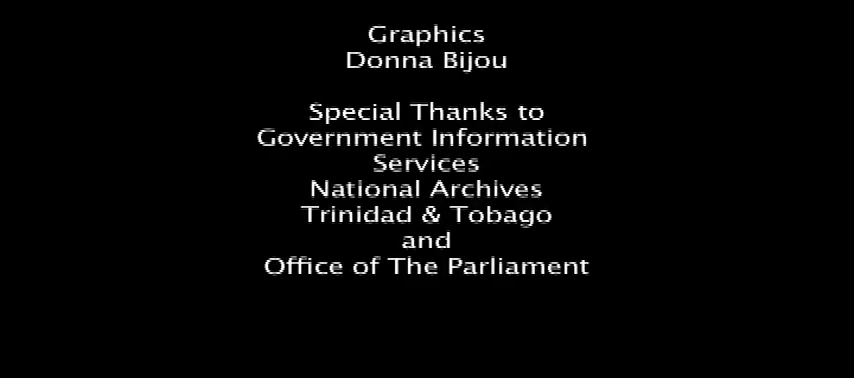 Graphics
Donna Bijou
Special Thanks to
Government Information
Services
National Archives
Trinidad & Tobago
and
Office of The Parliament